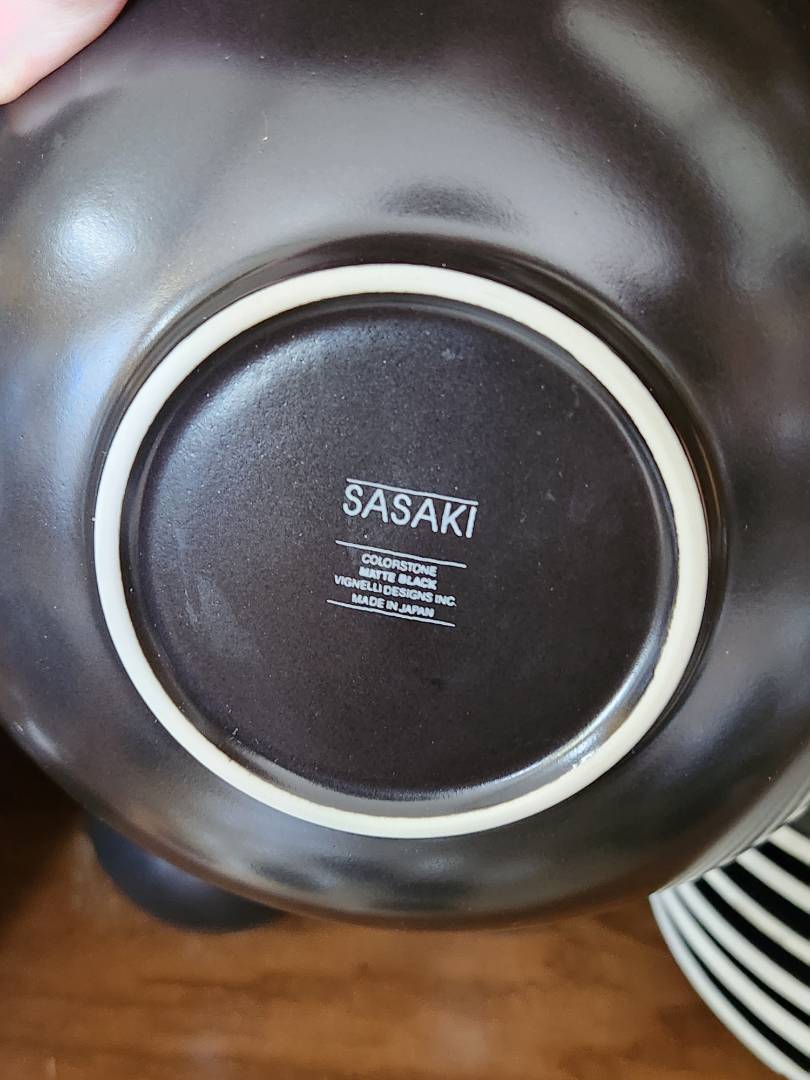 SASAKI
COLORSTONE
MATTE BLACK
VIGNELLI DESIGNS INC.
MADE IN JAPAN